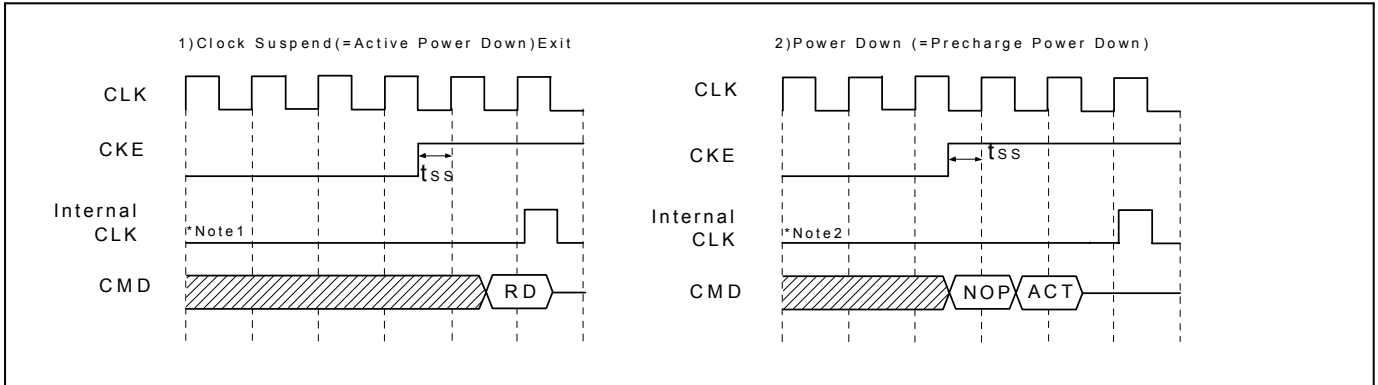 1)Clock Suspend(=Active Power Down)Exit
CLK
CKE
tSS
Internal
CLK
*Note1
CMD
RD
2)Power Down (=Precharge Power Down)
CLK
CKE
tSS
Internal
CLK
*Note2
CMD
NOP
ACT